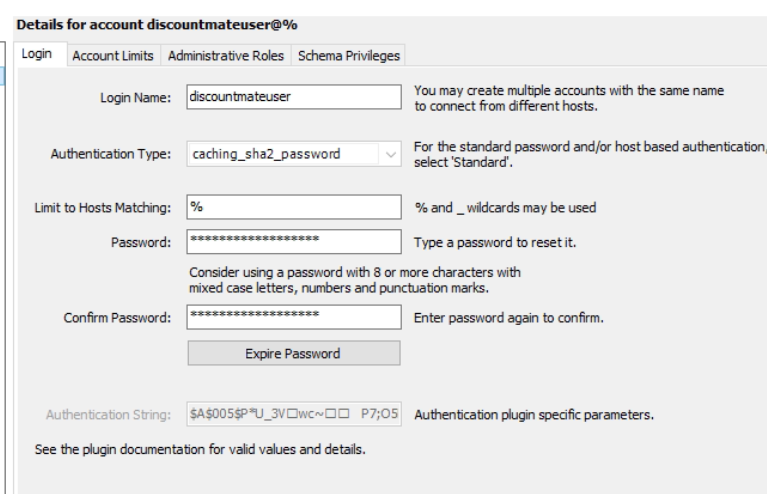 Details for account discountmateuser@%
Login Account Limits Administrative Roles Schema Privileges
Login Name: discountmateuser You may create multiple accounts with the same name
to connect from different hosts.
Authentication Type: caching_sha2_password For the standard password and/or host based authentication,
select 'Standard'.
Limit to Hosts Matching: % % and _ wildcards may be used
Password: ****************** Type a password to reset it.
Consider using a password with 8 or more characters with
mixed case letters, numbers and punctuation marks.
Confirm Password: ****************** Enter password again to confirm.
Expire Password
Authentication String: $A$005$P*U_3V□wc~□□ P7;O5 Authentication plugin specific parameters.
See the plugin documentation for valid values and details.